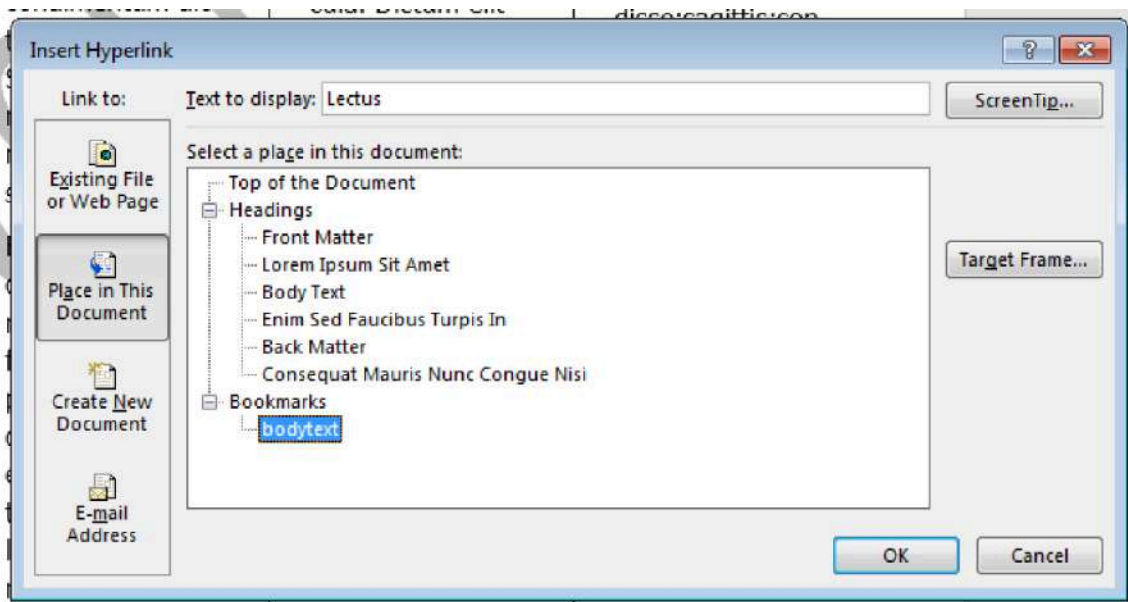 Insert Hyperlink
Link to:
Text to display: Lectus
ScreenTip...
Existing File
or Web Page
Place in This
Document
Create New
Document
E-mail
Address
Select a place in this document:
Top of the Document
Headings
Front Matter
Lorem Ipsum Sit Amet
Body Text
Enim Sed Faucibus Turpis In
Back Matter
Consequat Mauris Nunc Congue Nisi
Bookmarks
bodytext
Target Frame...
OK
Cancel